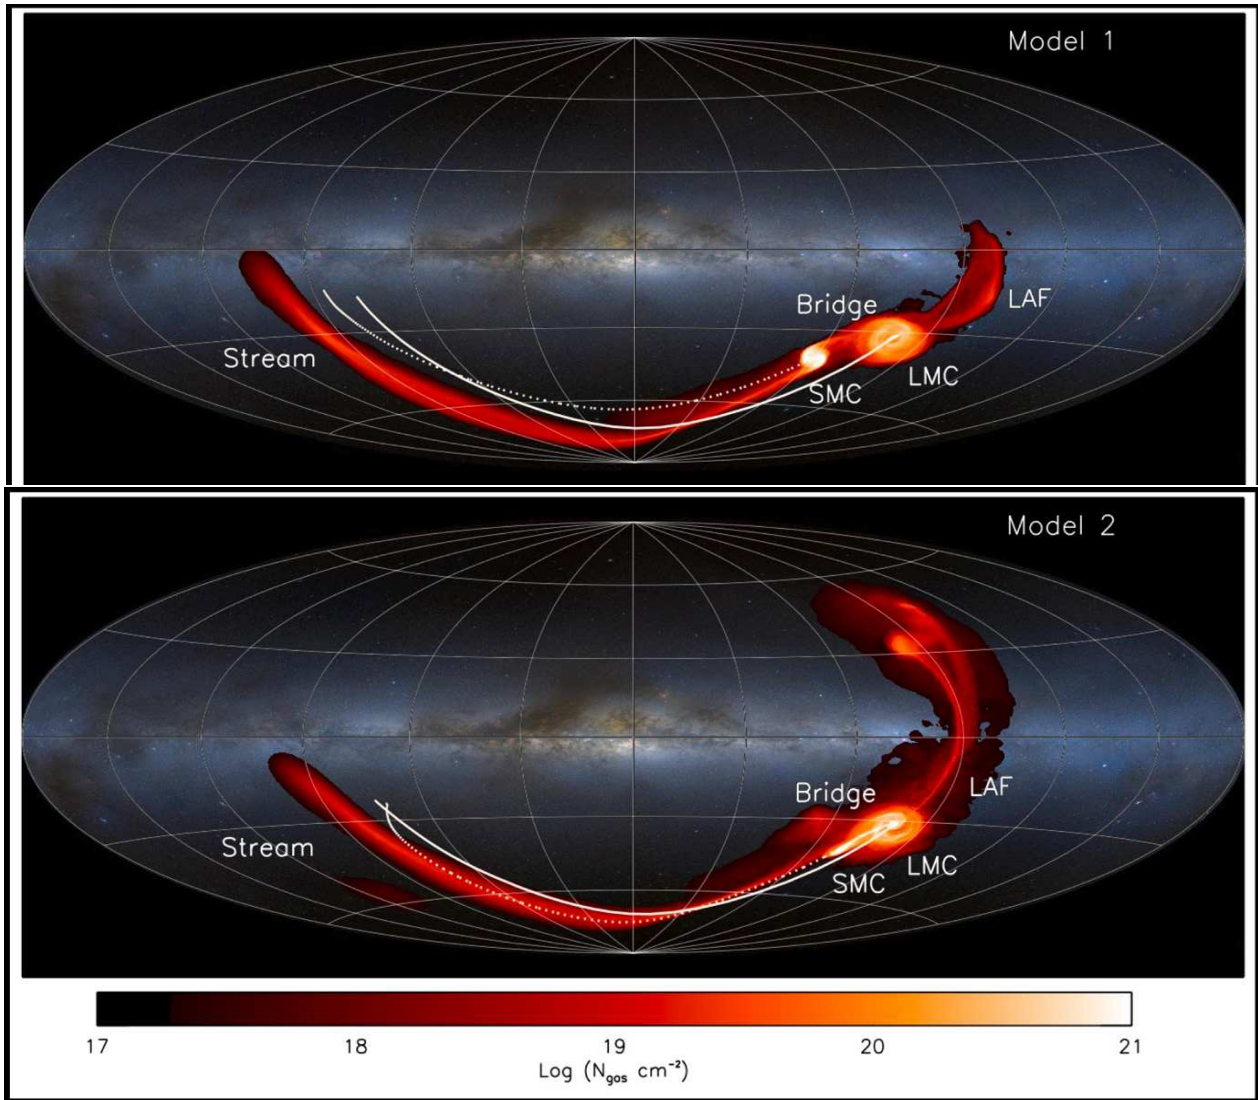 Model 1
Bridge
LAF
Stream
LMC
SMC
Model 2
LAF
Bridge
Stream
LMC
SMC
17 18 19 20 21
Log (N_gas cm⁻²)